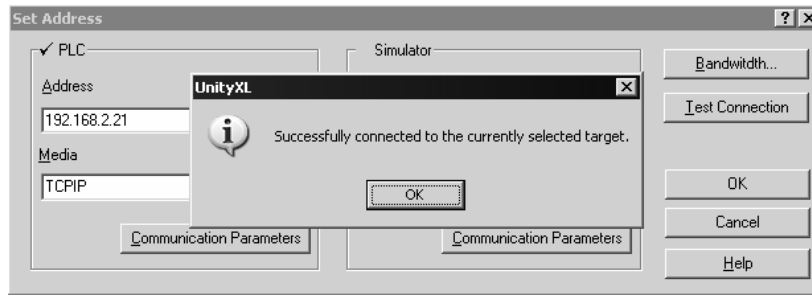 Set Address
PLC
Simulator
Bandwitdth...
Address
UnityXL
192.168.2.21
Test Connection
Successfully connected to the currently selected target.
Media
TCPIP
OK
OK
Cancel
Communication Parameters
Communication Parameters
Help